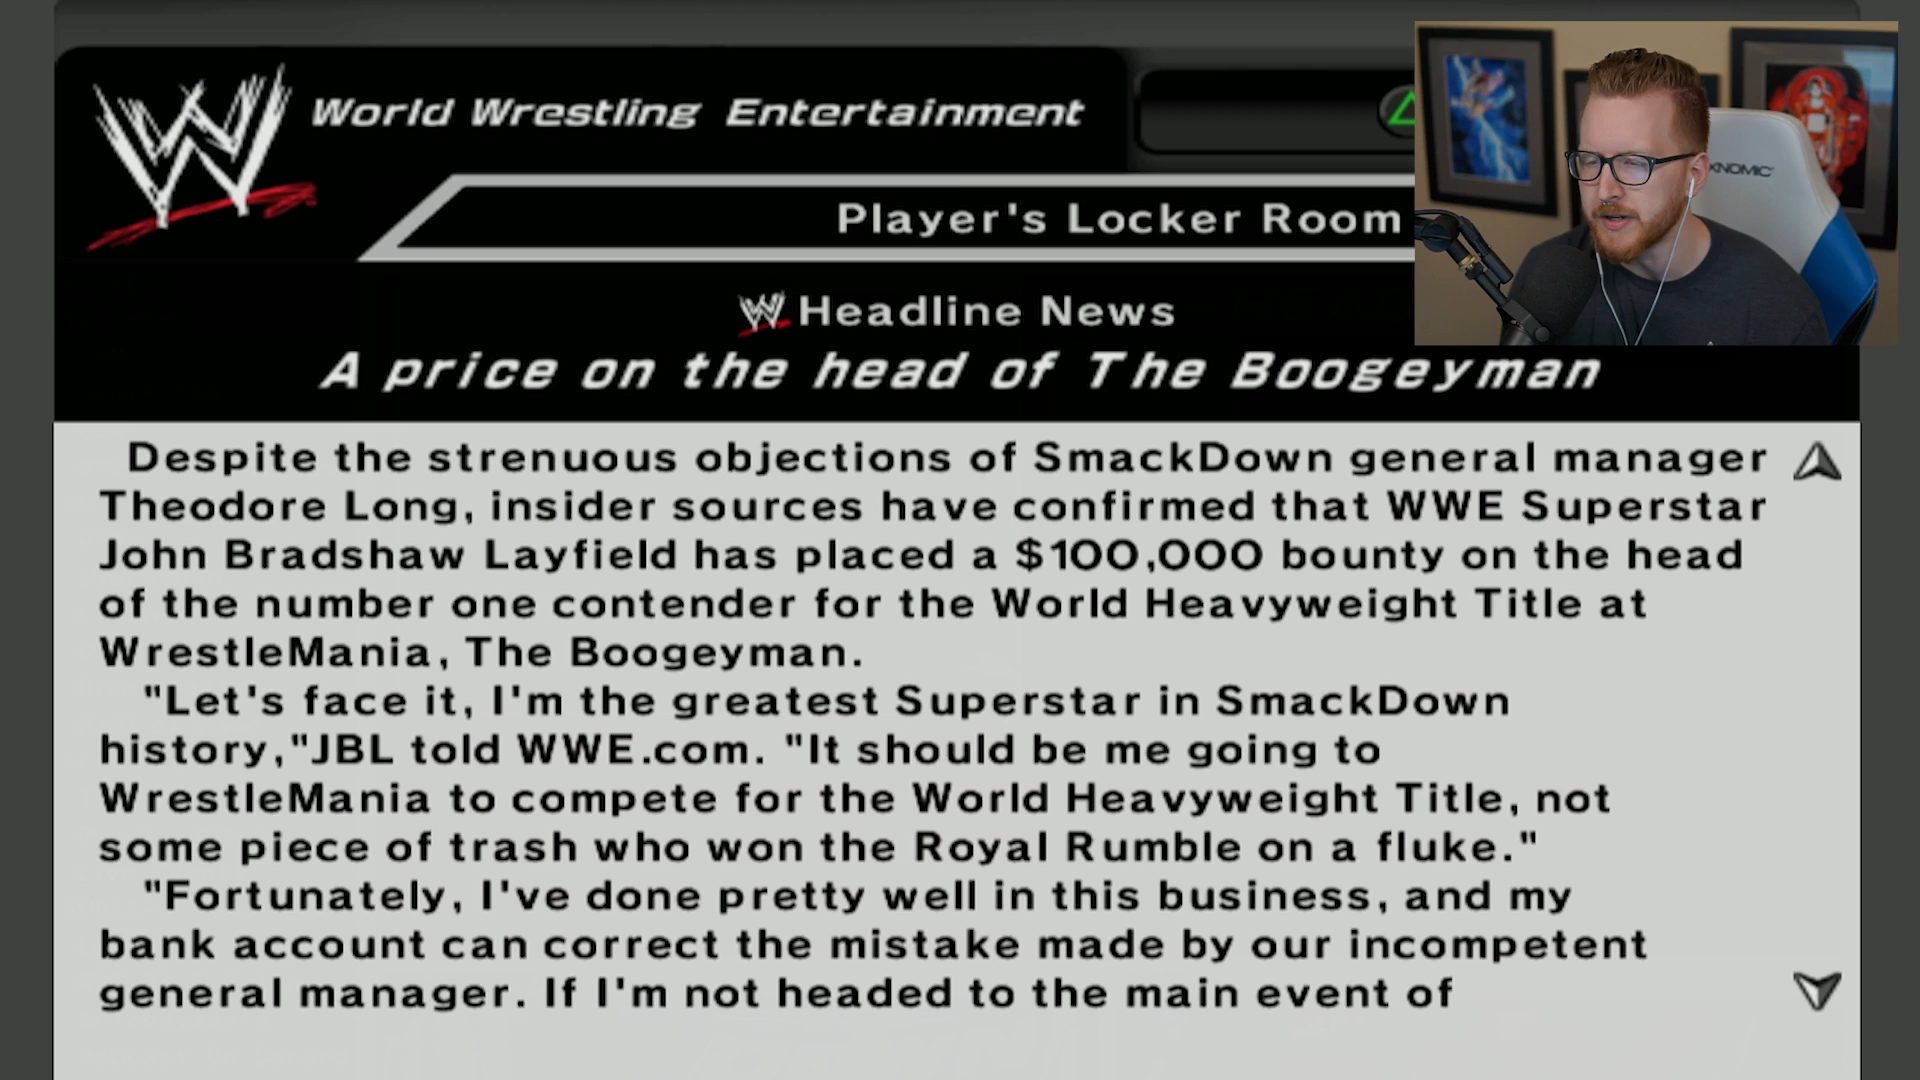 World Wrestling Entertainment
Player's Locker Room
Headline News
A price on the head of The Boogeyman
Despite the strenuous objections of SmackDown general manager
Theodore Long, insider sources have confirmed that WWE Superstar
John Bradshaw Layfield has placed a $100,000 bounty on the head
of the number one contender for the World Heavyweight Title at
WrestleMania, The Boogeyman.
"Let's face it, I'm the greatest Superstar in SmackDown
history,"JBL told WWE.com. "It should be me going to
WrestleMania to compete for the World Heavyweight Title, not
some piece of trash who won the Royal Rumble on a fluke."
"Fortunately, I've done pretty well in this business, and my
bank account can correct the mistake made by our incompetent
general manager. If I'm not headed to the main event of